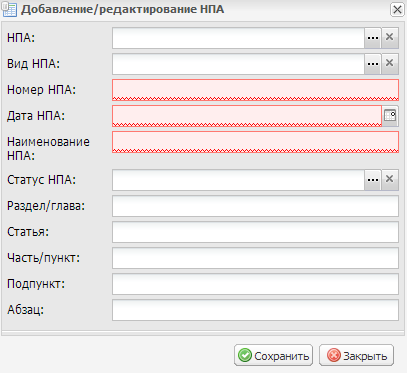 Добавление/редактирование НПА
НПА:
Вид НПА:
Номер НПА:
Дата НПА:
Наименование
НПА:
Статус НПА:
Раздел/глава:
Статья:
Часть/пункт:
Подпункт:
Абзац:
Сохранить Закрыть